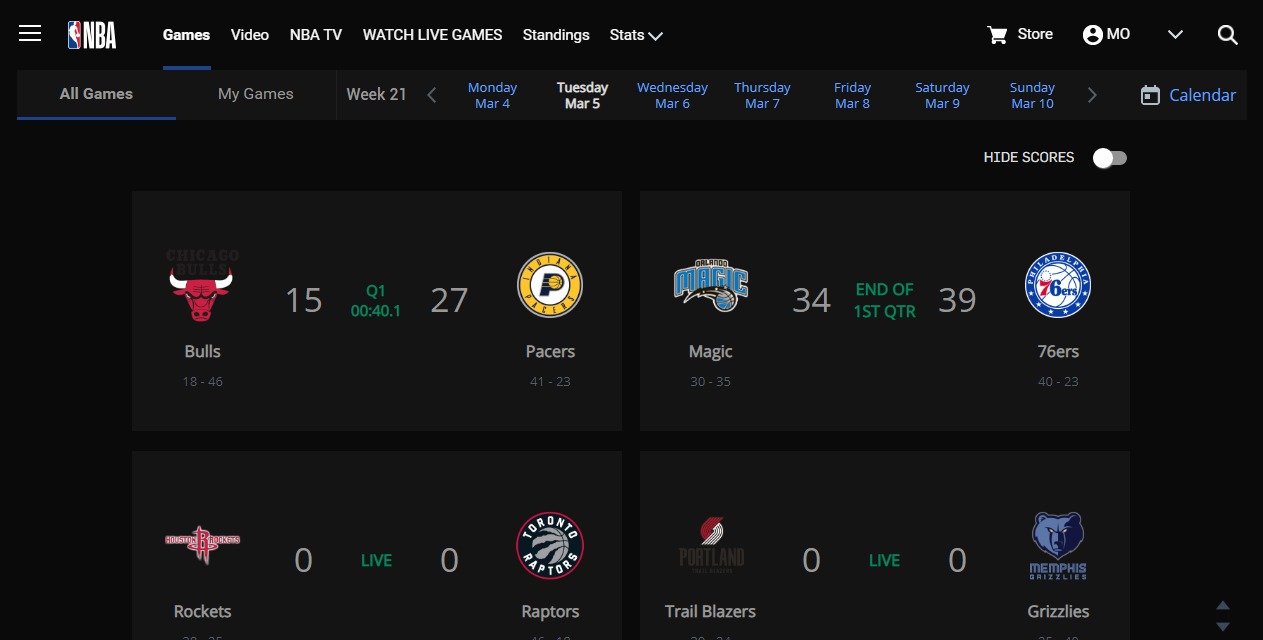 NBA
Games
Video
NBA TV
WATCH LIVE GAMES
Standings
Stats
Store
MO
All Games
My Games
Week 21
Monday
Mar 4
Tuesday
Mar 5
Wednesday
Mar 6
Thursday
Mar 7
Friday
Mar 8
Saturday
Mar 9
Sunday
Mar 10
Calendar
HIDE SCORES
CHICAGO
BULLS
15
Q1
00:40.1
27
INDIANA
PACERS
Bulls
18 - 46
Pacers
41 - 23
ORLANDO
MAGIC
34
END OF
1ST QTR
39
PHILADELPHIA
76ers
Magic
30 - 35
76ers
40 - 23
HOUSTON ROCKETS
0
LIVE
0
TORONTO
RAPTORS
Rockets
Raptors
PORTLAND
TRAIL BLAZERS
0
LIVE
0
MEMPHIS
GRIZZLIES
Trail Blazers
Grizzlies